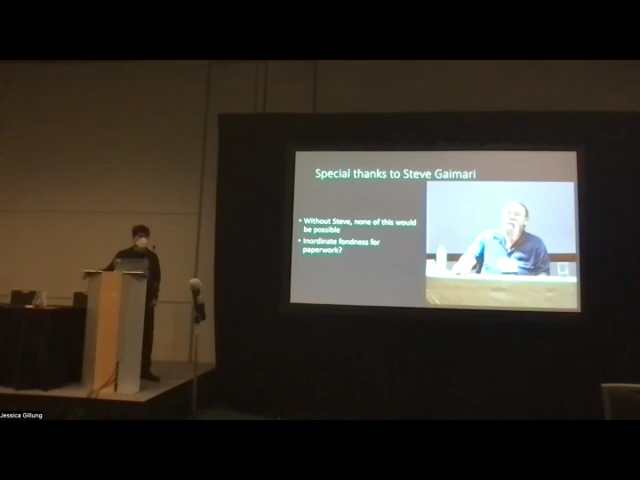 Special thanks to Steve Gaimari
• Without Steve, none of this would
be possible
• Inordinate fondness for
paperwork?
Jessica Gillung